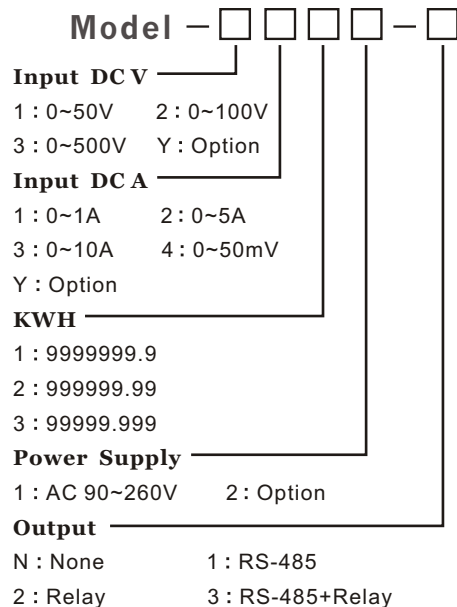 Model － □ □ □ □ － □
Input DC V
1：0~50V 2：0~100V
3：0~500V Y：Option
Input DC A
1：0~1A 2：0~5A
3：0~10A 4：0~50mV
Y：Option
KWH
1：9999999.9
2：999999.99
3：99999.999
Power Supply
1：AC 90~260V 2：Option
Output
N：None 1：RS-485
2：Relay 3：RS-485+Relay